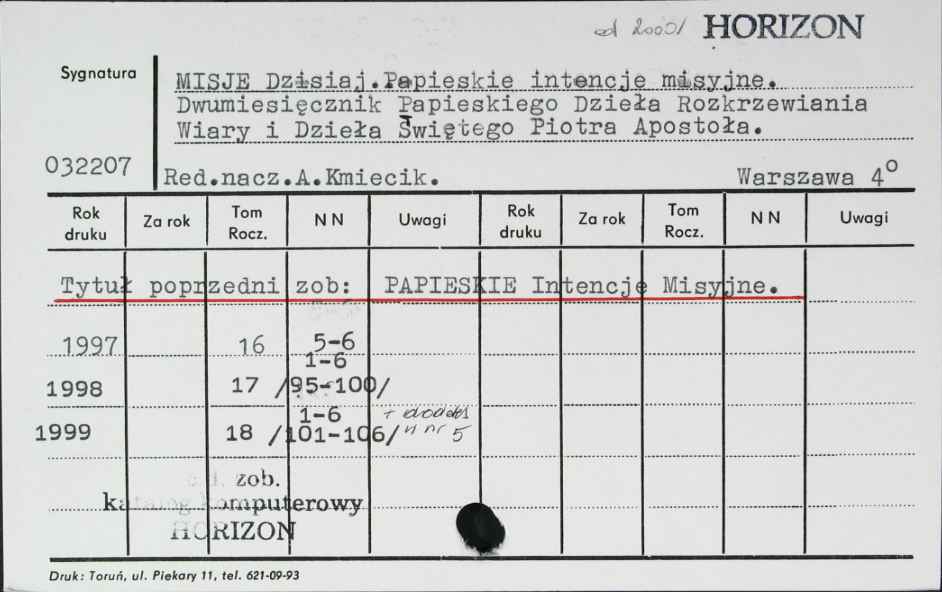 od 2000/ HORIZON
Sygnatura
MISJE Dzisiaj.Papieskie intencje misyjne.
Dwumiesięcznik Papieskiego Dzieła Rozkrzewiania
Wiary i Dzieła Świętego Piotra Apostoła.
032207
Red.nacz.A.Kmiecik. Warszawa 4°
Rok druku Za rok Tom Rocz. N N Uwagi Rok druku Za rok Tom Rocz. N N Uwagi
Tytuł poprzedni zob: PAPIESKIE Intencje Misyjne.
1997 16 5-6
1-6
1998 17 /95-100/
1-6 + dodatek
1999 18 /101-106/ w nr 5
c.d. zob.
katalog komputerowy
HORIZON
Druk: Toruń, ul. Piekary 11, tel. 621-09-93